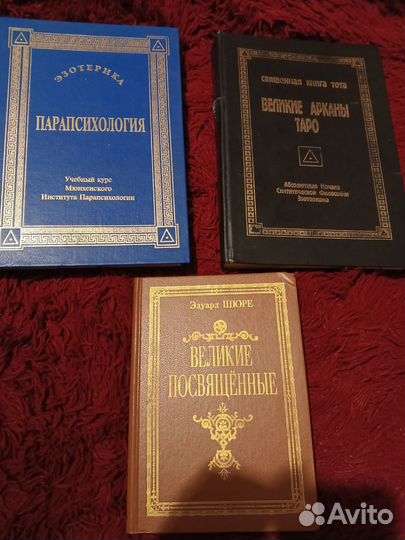 ЭЗОТЕРИКА
ПАРАПСИХОЛОГИЯ
Учебный курс
Мюнхенского
Института Парапсихологии
СВЯЩЕННАЯ КНИГА ТОТА
ВЕЛИКИЕ АРКАНЫ
ТАРО
Абсолютные Начала
Синтетической Философии
Эзотеризма
Эдуард ШЮРЕ
ВЕЛИКИЕ
ПОСВЯЩЁННЫЕ
Avito